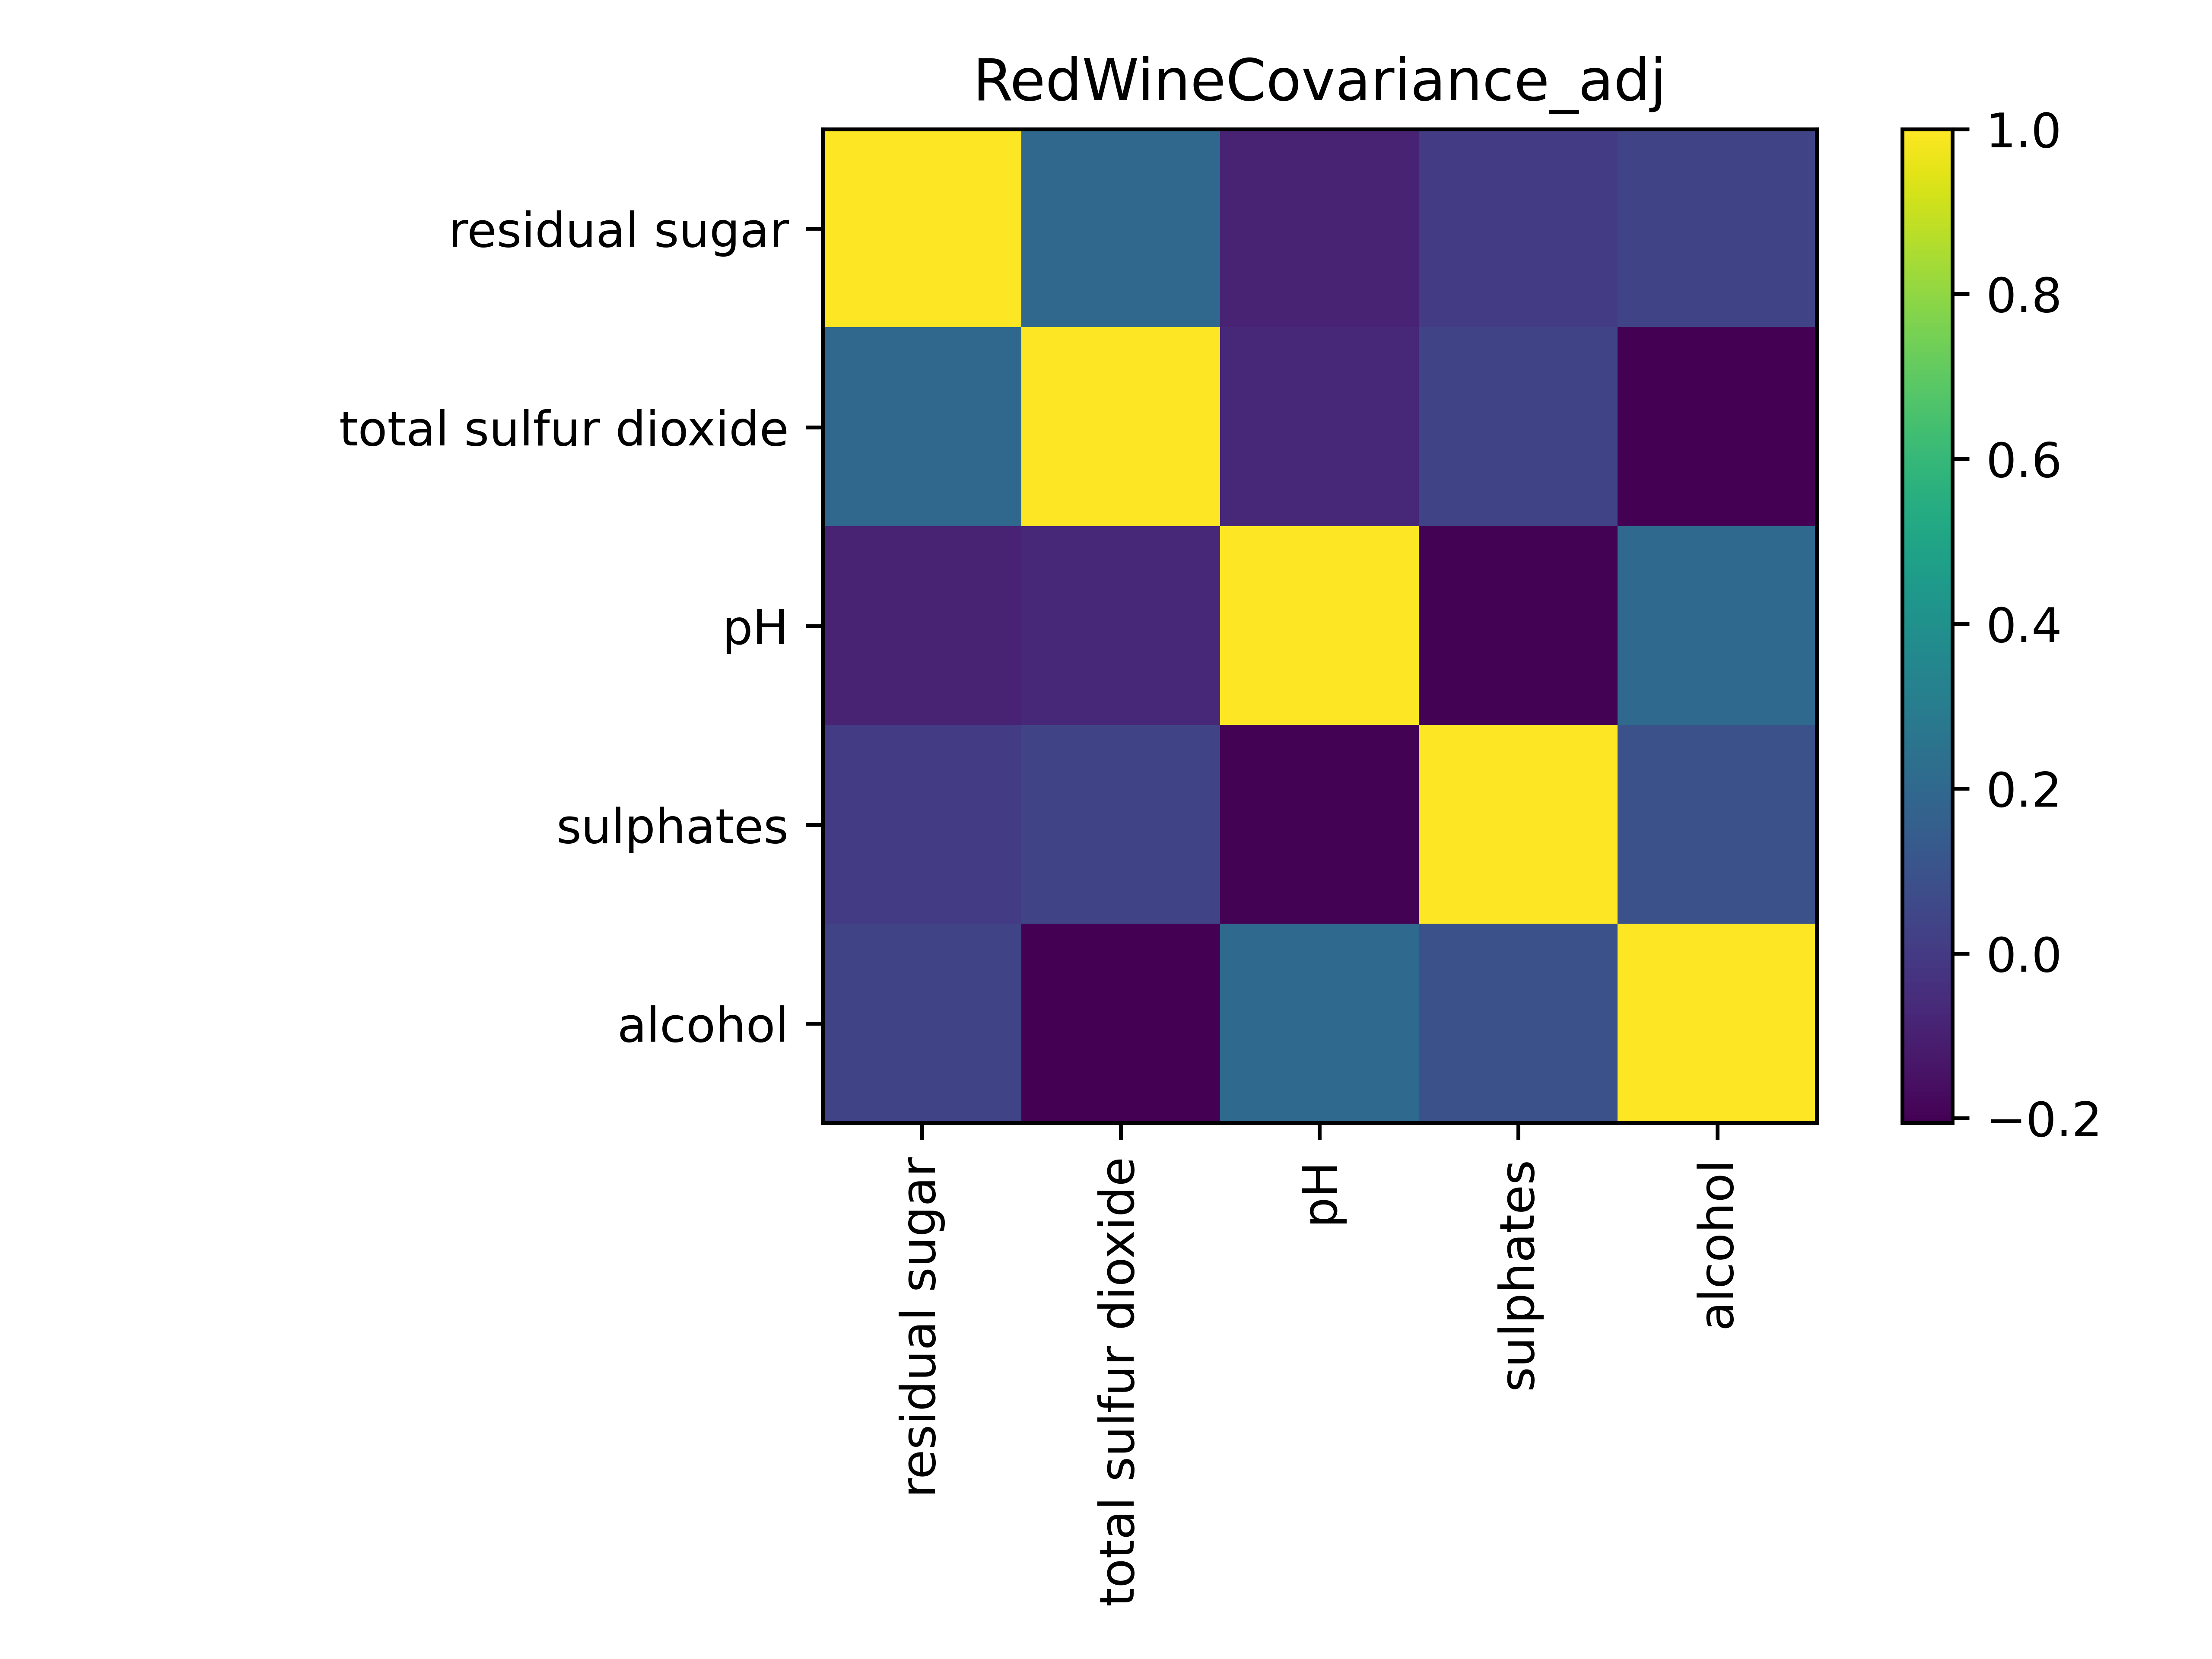 RedWineCovariance_adj
residual sugar
total sulfur dioxide
pH
sulphates
alcohol
residual sugar
total sulfur dioxide
pH
sulphates
alcohol
1.0
0.8
0.6
0.4
0.2
0.0
−0.2